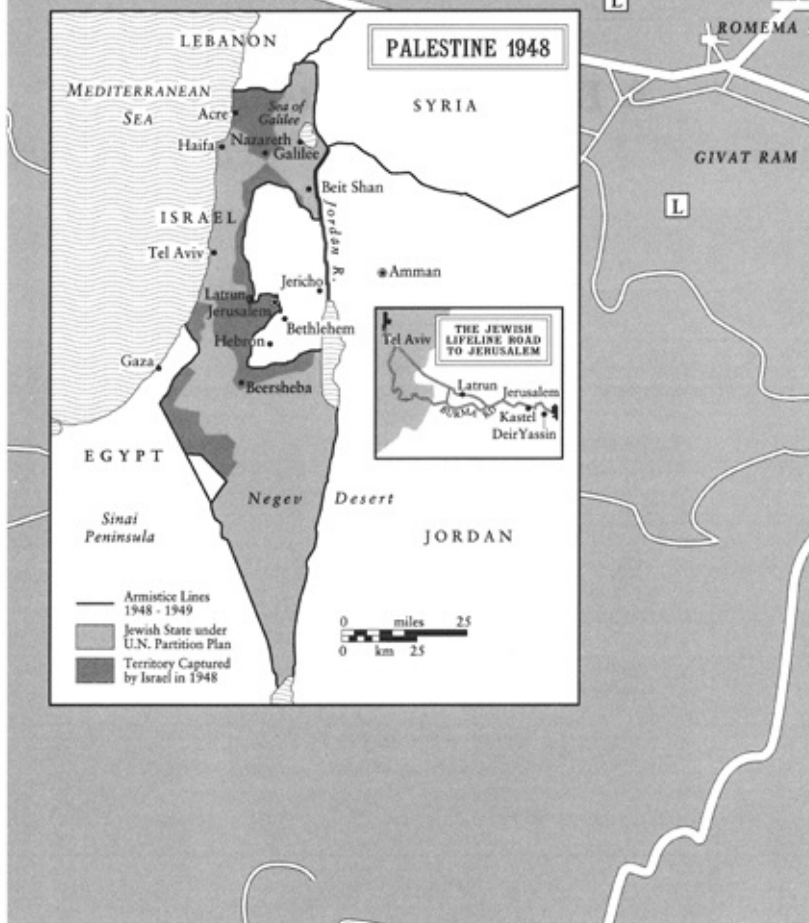 L
ROMEMA
GIVAT RAM
L
PALESTINE 1948
LEBANON
MEDITERRANEAN
SEA
SYRIA
Acre
Sea of
Galilee
Haifa
Nazareth
Galilee
Beit Shan
ISRAEL
Jordan R.
Tel Aviv
Amman
Jericho
Latrun
Jerusalem
Bethlehem
Hebron
Gaza
Beersheba
THE JEWISH
LIFELINE ROAD
TO JERUSALEM
Tel Aviv
Latrun
Jerusalem
BURMA RD
Kastel
DeirYassin
EGYPT
Negev Desert
Sinai
Peninsula
JORDAN
Armistice Lines
1948 - 1949
Jewish State under
U.N. Partition Plan
Territory Captured
by Israel in 1948
0 miles 25
0 km 25